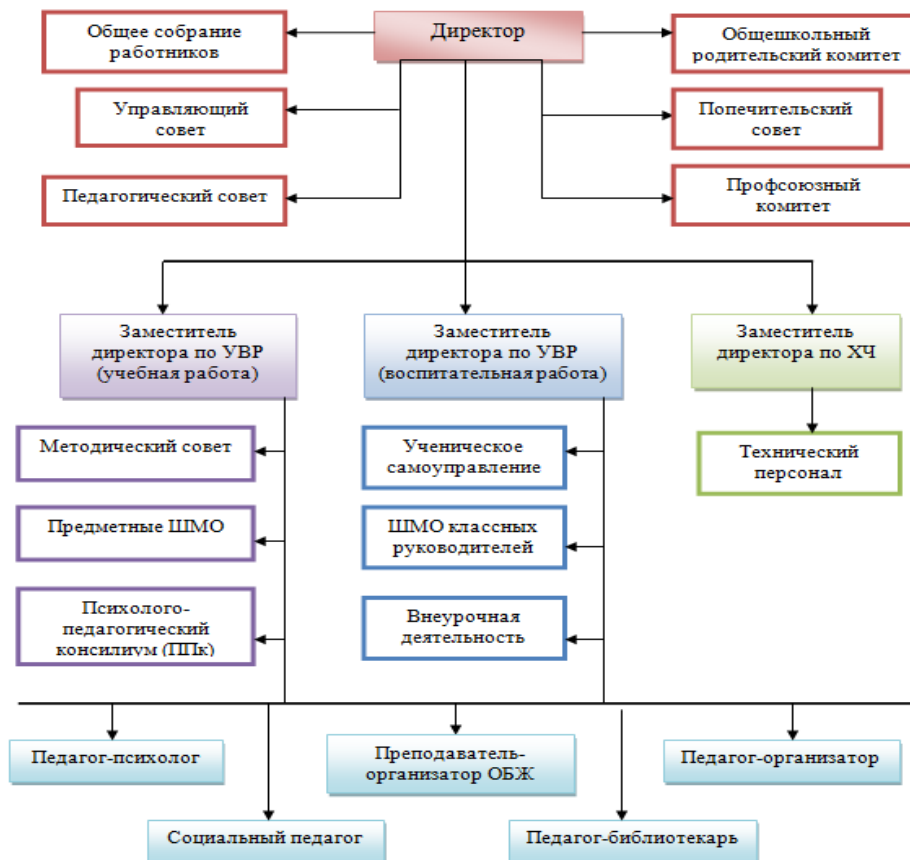 Директор
Общее собрание
работников
Общешкольный
родительский комитет
Управляющий
совет
Попечительский
совет
Педагогический совет
Профсоюзный
комитет
Заместитель
директора по УВР
(учебная работа)
Заместитель
директора по УВР
(воспитательная работа)
Заместитель
директора по ХЧ
Методический совет
Предметные ШМО
Психолого-
педагогический
консилиум (ППк)
Ученическое
самоуправление
ШМО классных
руководителей
Внеурочная
деятельность
Технический
персонал
Педагог-психолог
Преподаватель-
организатор ОБЖ
Педагог-организатор
Социальный педагог
Педагог-библиотекарь